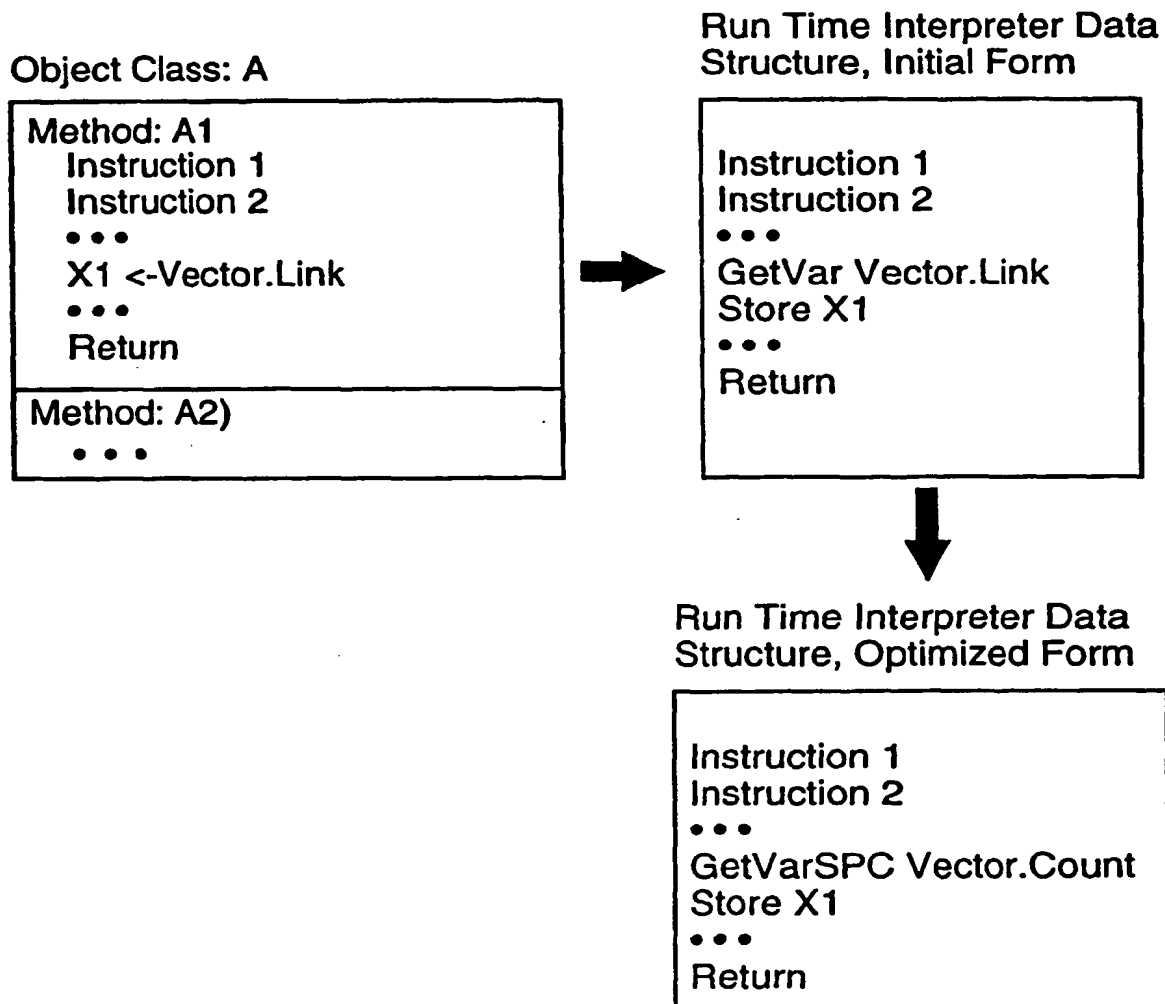 Object Class: A
Method: A1
Instruction 1
Instruction 2
• • •
X1 <-Vector.Link
• • •
Return
Method: A2)
• • •
Run Time Interpreter Data
Structure, Initial Form
Instruction 1
Instruction 2
• • •
GetVar Vector.Link
Store X1
• • •
Return
Run Time Interpreter Data
Structure, Optimized Form
Instruction 1
Instruction 2
• • •
GetVarSPC Vector.Count
Store X1
• • •
Return